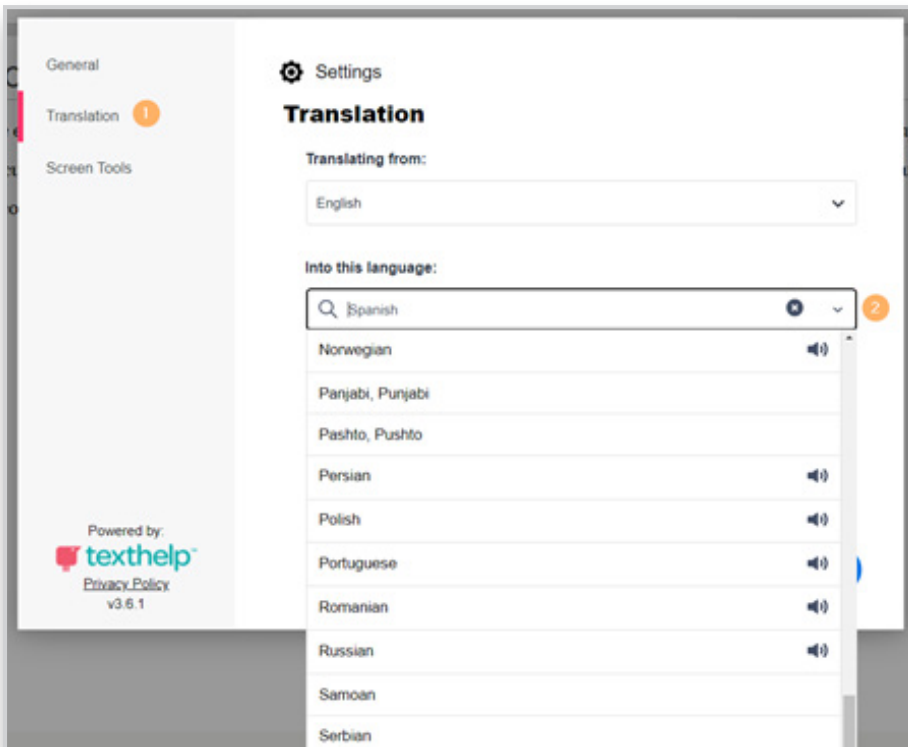 General
Translation 1
Screen Tools
Settings
Translation
Translating from:
English
Into this language:
Spanish 2
Norwegian
Panjabi, Punjabi
Pashto, Pushto
Persian
Polish
Portuguese
Romanian
Russian
Samoan
Serbian
Powered by:
texthelp
Privacy Policy
v3.6.1